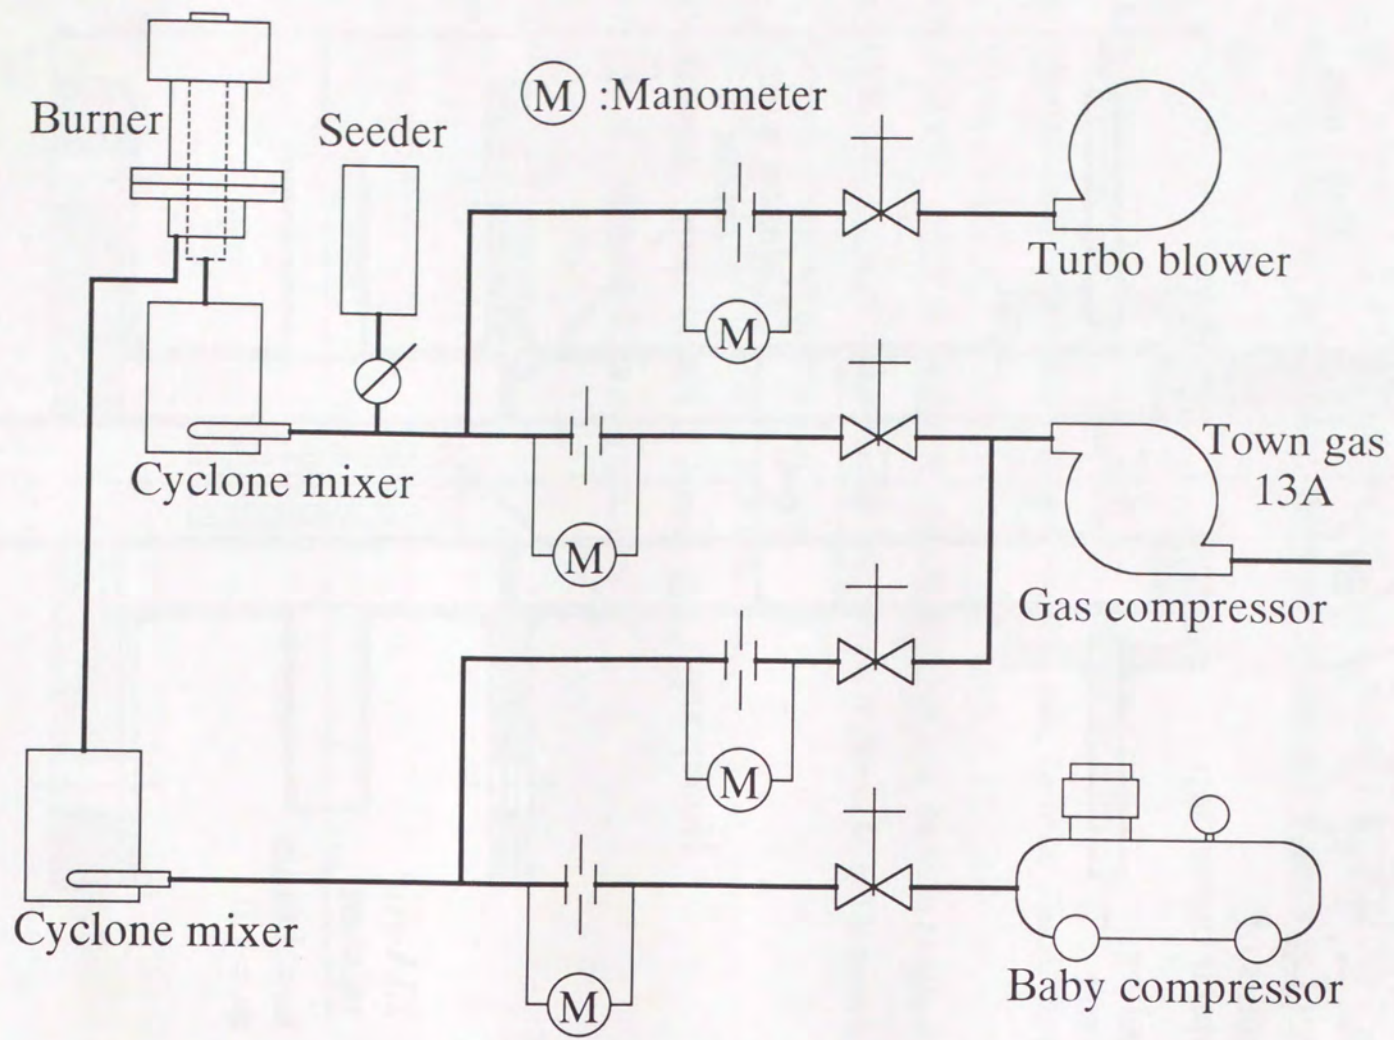 Burner
Seeder
M :Manometer
Turbo blower
M
Cyclone mixer
Town gas
13A
M
Gas compressor
M
Cyclone mixer
Baby compressor
M